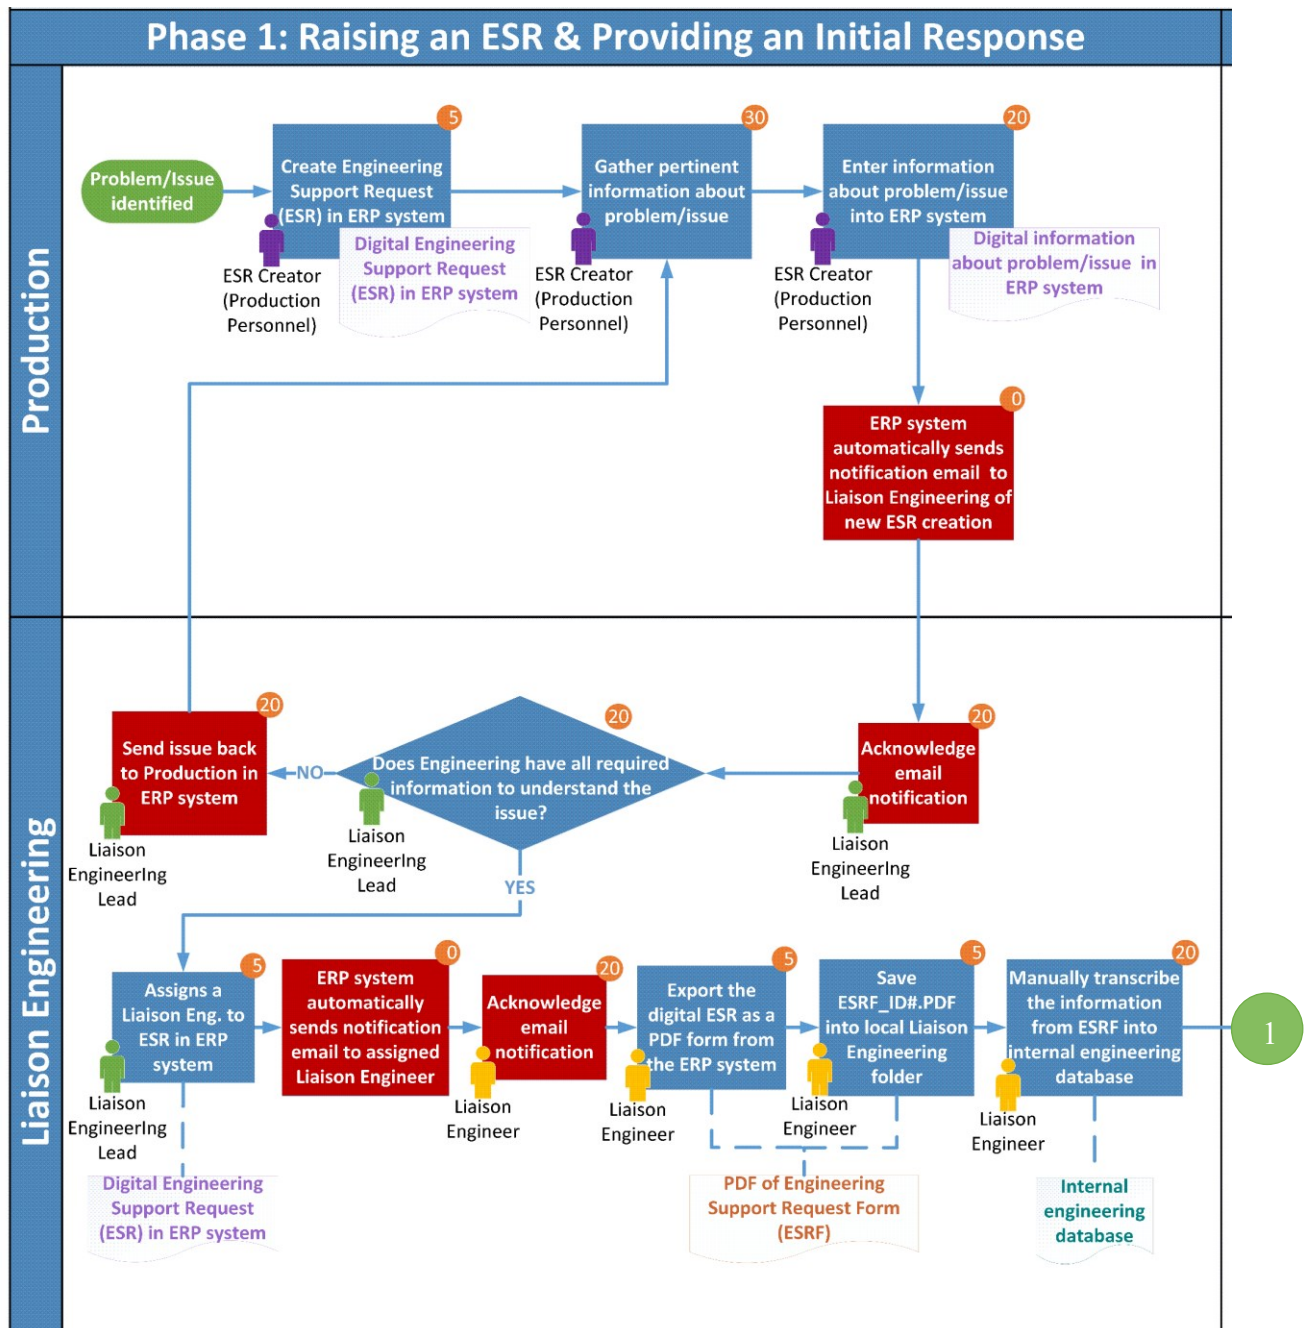 Phase 1: Raising an ESR & Providing an Initial Response
Production
Problem/Issue
identified
5
Create Engineering
Support Request
(ESR) in ERP system
ESR Creator
(Production
Personnel)
Digital Engineering
Support Request
(ESR) in ERP system
30
Gather pertinent
information about
problem/issue
ESR Creator
(Production
Personnel)
20
Enter information
about problem/issue
into ERP system
ESR Creator
(Production
Personnel)
Digital information
about problem/issue in
ERP system
0
ERP system
automatically sends
notification email to
Liaison Engineering of
new ESR creation
Liaison Engineering
20
Acknowledge
email
notification
Liaison
EngineerIng
Lead
20
Does Engineering have all required
information to understand the
issue?
Liaison
EngineerIng
Lead
NO
20
Send issue back
to Production in
ERP system
Liaison
EngineerIng
Lead
YES
5
Assigns a
Liaison Eng. to
ESR in ERP
system
Liaison
EngineerIng
Lead
Digital Engineering
Support Request
(ESR) in ERP system
0
ERP system
automatically
sends notification
email to assigned
Liaison Engineer
20
Acknowledge
email
notification
Liaison
Engineer
5
Export the
digital ESR as a
PDF form from
the ERP system
Liaison
Engineer
5
Save
ESRF_ID#.PDF
into local Liaison
Engineering
folder
Liaison
Engineer
PDF of Engineering
Support Request Form
(ESRF)
20
Manually transcribe
the information
from ESRF into
internal engineering
database
Liaison
Engineer
Internal
engineering
database
1